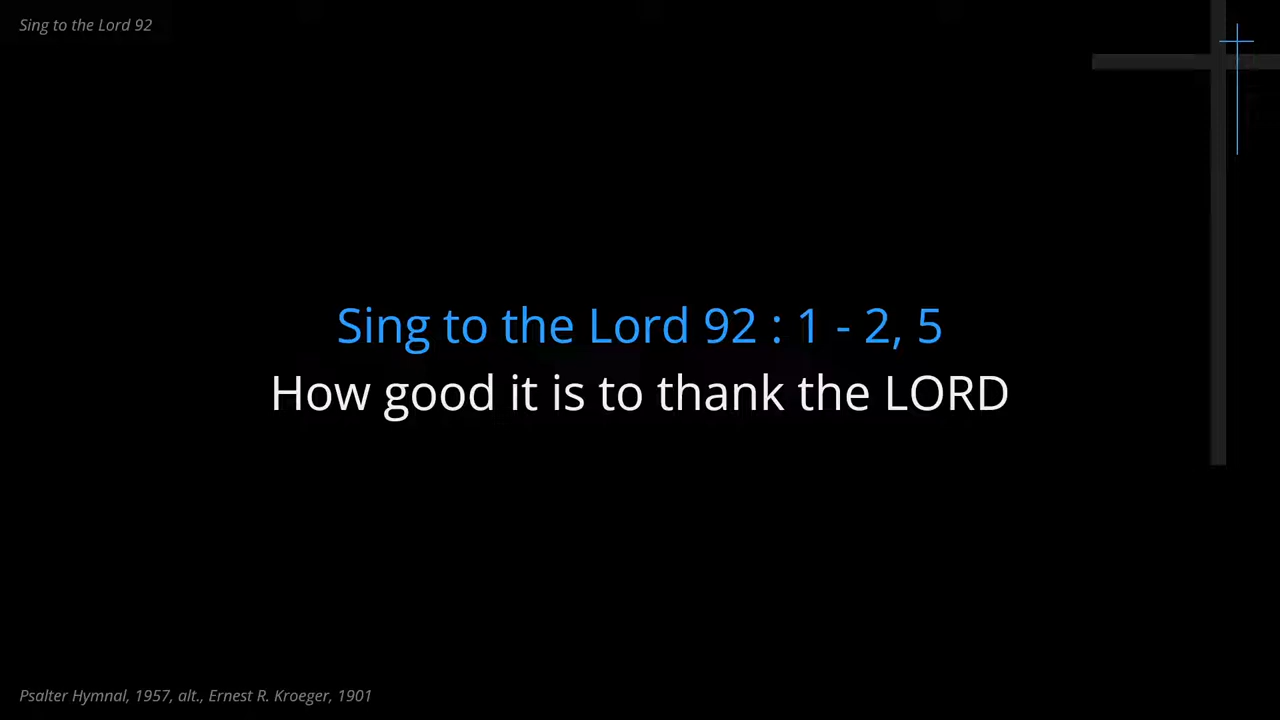 Sing to the Lord 92
Sing to the Lord 92 : 1 - 2, 5
How good it is to thank the LORD
Psalter Hymnal, 1957, alt., Ernest R. Kroeger, 1901